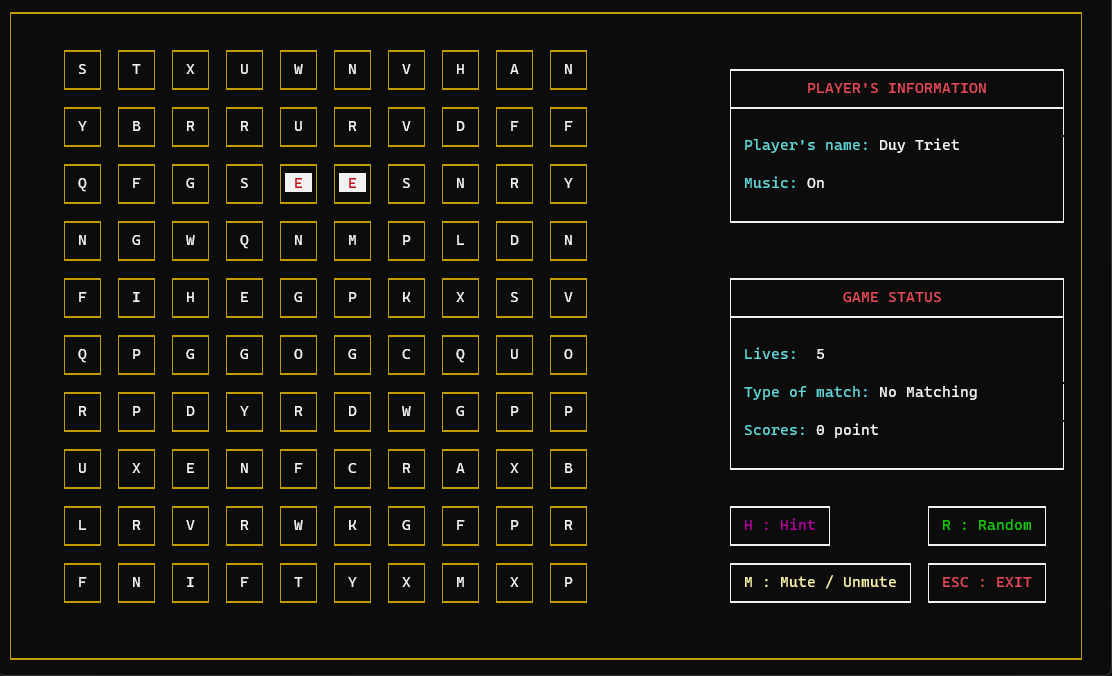 S T X U W N V H A N
Y B R R U R V D F F
Q F G S E E S N R Y
N G W Q N M P L D N
F I H E G P K X S V
Q P G G O G C Q U O
R P D Y R D W G P P
U X E N F C R A X B
L R V R W K G F P R
F N I F T Y X M X P
PLAYER'S INFORMATION
Player's name: Duy Triet
Music: On
GAME STATUS
Lives: 5
Type of match: No Matching
Scores: 0 point
H : Hint
R : Random
M : Mute / Unmute
ESC : EXIT